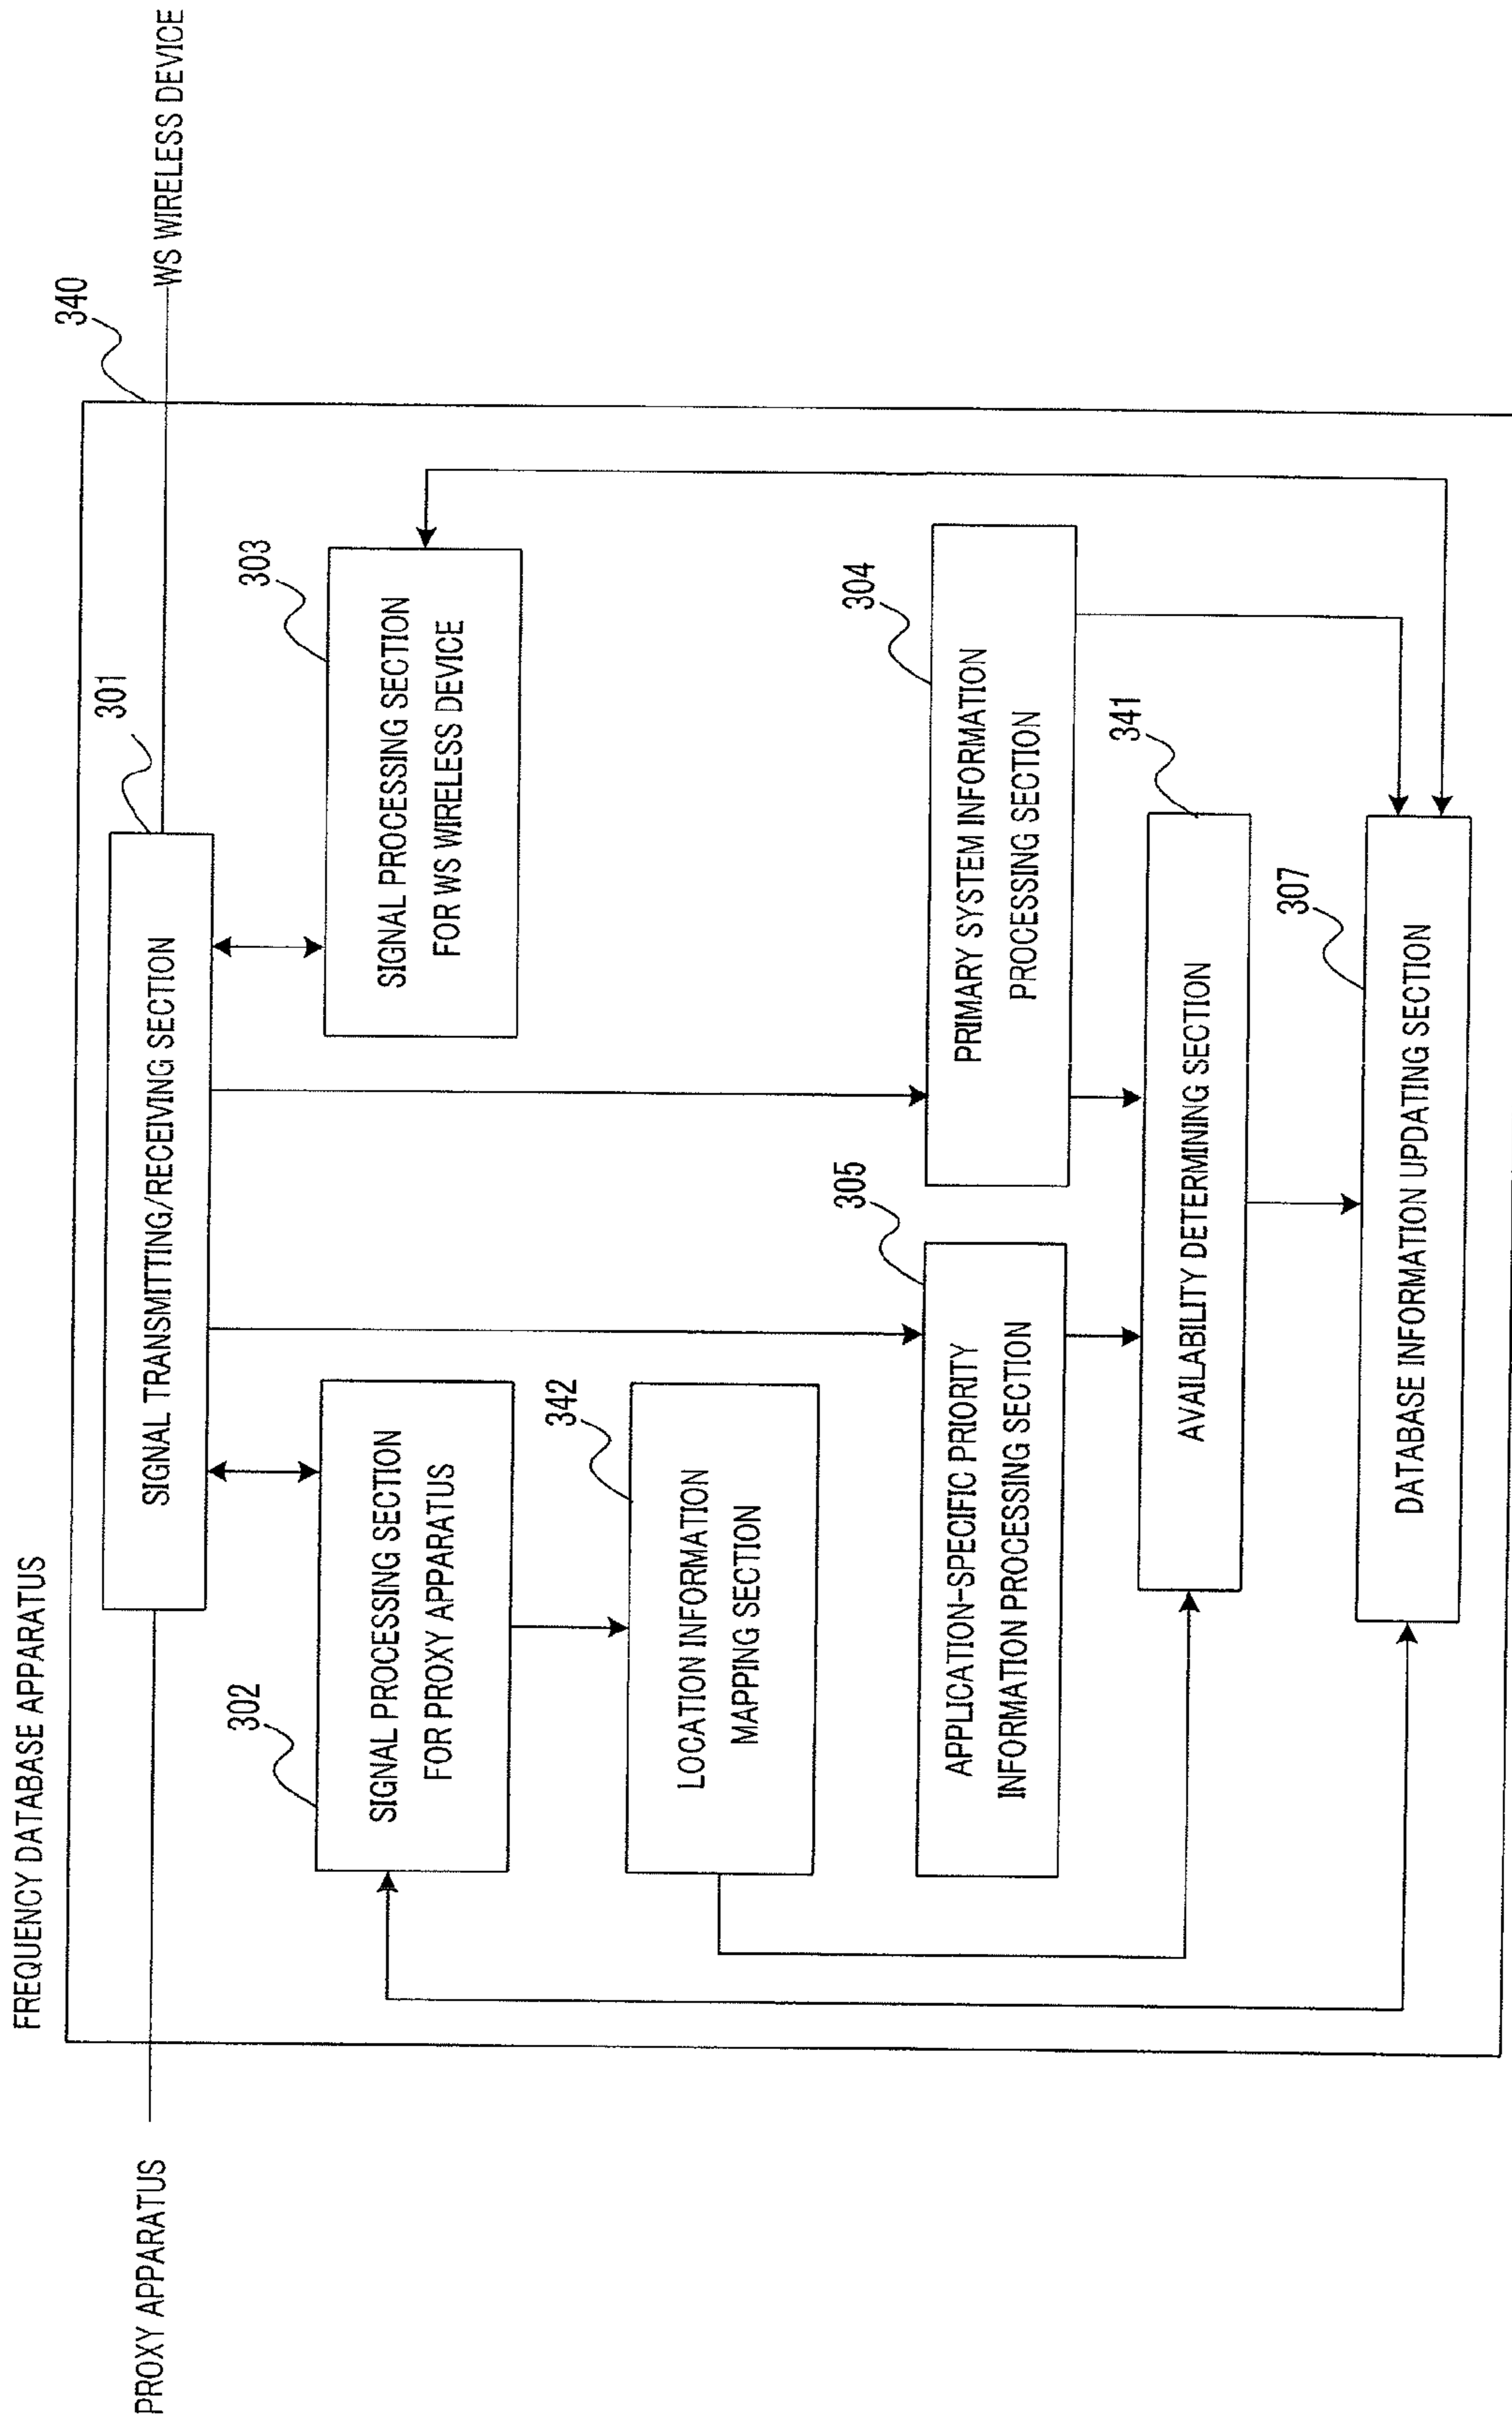 FREQUENCY DATABASE APPARATUS
340
PROXY APPARATUS
WS WIRELESS DEVICE
301
SIGNAL TRANSMITTING/RECEIVING SECTION
302
SIGNAL PROCESSING SECTION
FOR PROXY APPARATUS
303
SIGNAL PROCESSING SECTION
FOR WS WIRELESS DEVICE
342
LOCATION INFORMATION
MAPPING SECTION
305
APPLICATION-SPECIFIC PRIORITY
INFORMATION PROCESSING SECTION
304
PRIMARY SYSTEM INFORMATION
PROCESSING SECTION
341
AVAILABILITY DETERMINING SECTION
307
DATABASE INFORMATION UPDATING SECTION